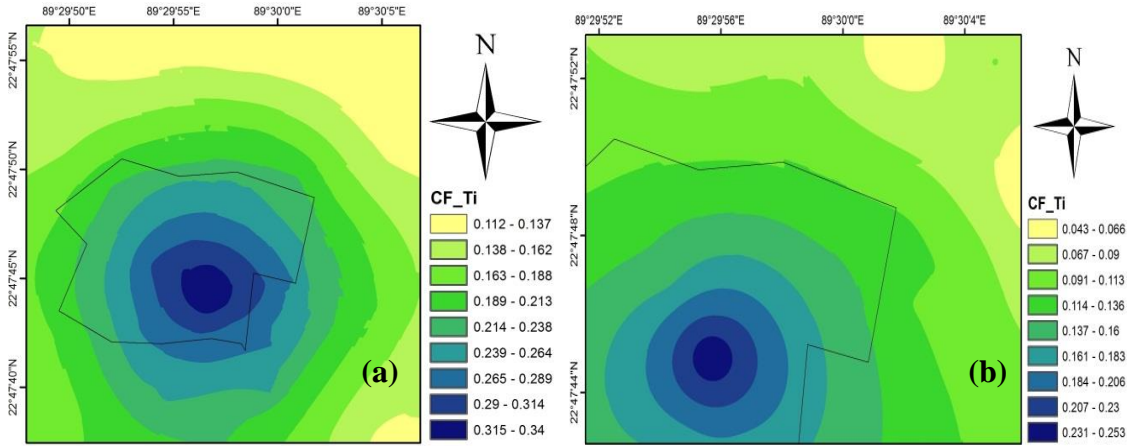 89°29'50"E 89°29'55"E 89°30'0"E 89°30'5"E
22°47'55"N
22°47'50"N
22°47'45"N
22°47'40"N
N
CF_Ti
0.112 - 0.137
0.138 - 0.162
0.163 - 0.188
0.189 - 0.213
0.214 - 0.238
0.239 - 0.264
0.265 - 0.289
0.29 - 0.314
0.315 - 0.34
(a)
89°29'52"E 89°29'56"E 89°30'0"E 89°30'4"E
22°47'52"N
22°47'48"N
22°47'44"N
N
CF_Ti
0.043 - 0.066
0.067 - 0.09
0.091 - 0.113
0.114 - 0.136
0.137 - 0.16
0.161 - 0.183
0.184 - 0.206
0.207 - 0.23
0.231 - 0.253
(b)